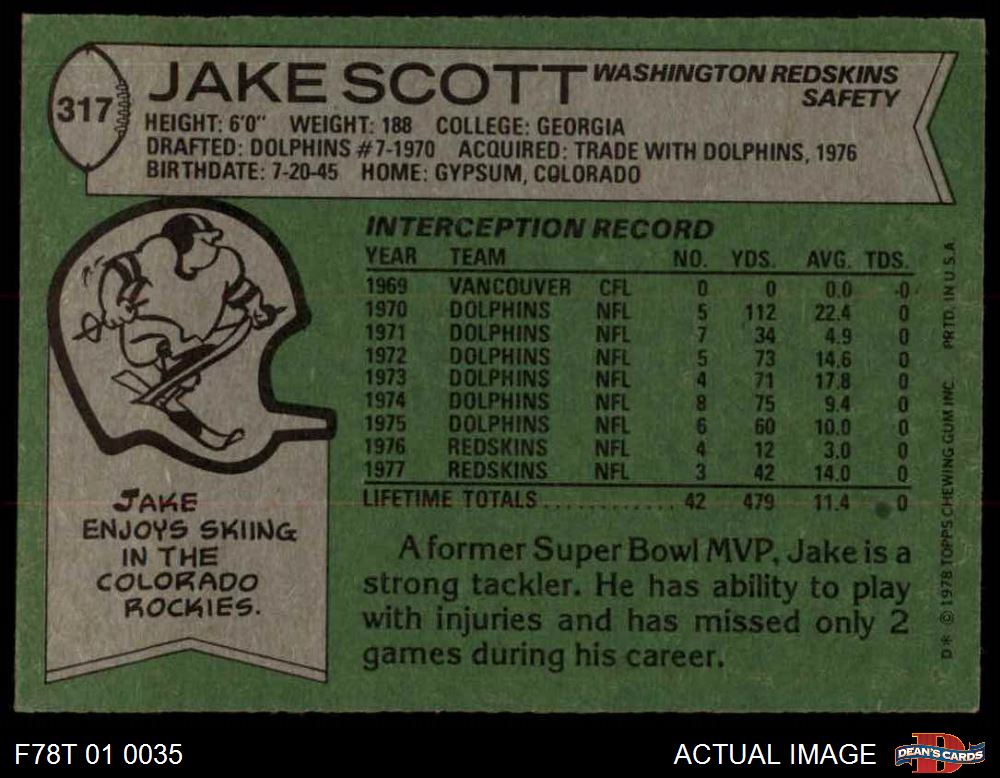 317
JAKE SCOTT WASHINGTON REDSKINS
SAFETY
HEIGHT: 6'0" WEIGHT: 188 COLLEGE: GEORGIA
DRAFTED: DOLPHINS #7-1970 ACQUIRED: TRADE WITH DOLPHINS, 1976
BIRTHDATE: 7-20-45 HOME: GYPSUM, COLORADO
INTERCEPTION RECORD
YEAR TEAM NO. YDS. AVG. TDS.
1969 VANCOUVER CFL 0 0 0.0 0
1970 DOLPHINS NFL 5 112 22.4 0
1971 DOLPHINS NFL 7 34 4.9 0
1972 DOLPHINS NFL 5 73 14.6 0
1973 DOLPHINS NFL 4 71 17.8 0
1974 DOLPHINS NFL 8 75 9.4 0
1975 DOLPHINS NFL 6 60 10.0 0
1976 REDSKINS NFL 4 12 3.0 0
1977 REDSKINS NFL 3 42 14.0 0
LIFETIME TOTALS............ 42 479 11.4 0
JAKE
ENJOYS SKIING
IN THE
COLORADO
ROCKIES.
A former Super Bowl MVP, Jake is a
strong tackler. He has ability to play
with injuries and has missed only 2
games during his career.
D* © 1978 TOPPS CHEWING GUM INC. PRTD. IN U.S.A.
F78T 01 0035
ACTUAL IMAGE
DEAN'S CARDS